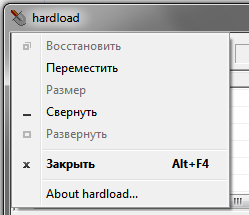 hardload
Восстановить
Переместить
Размер
Свернуть
Развернуть
Закрыть Alt+F4
About hardload...